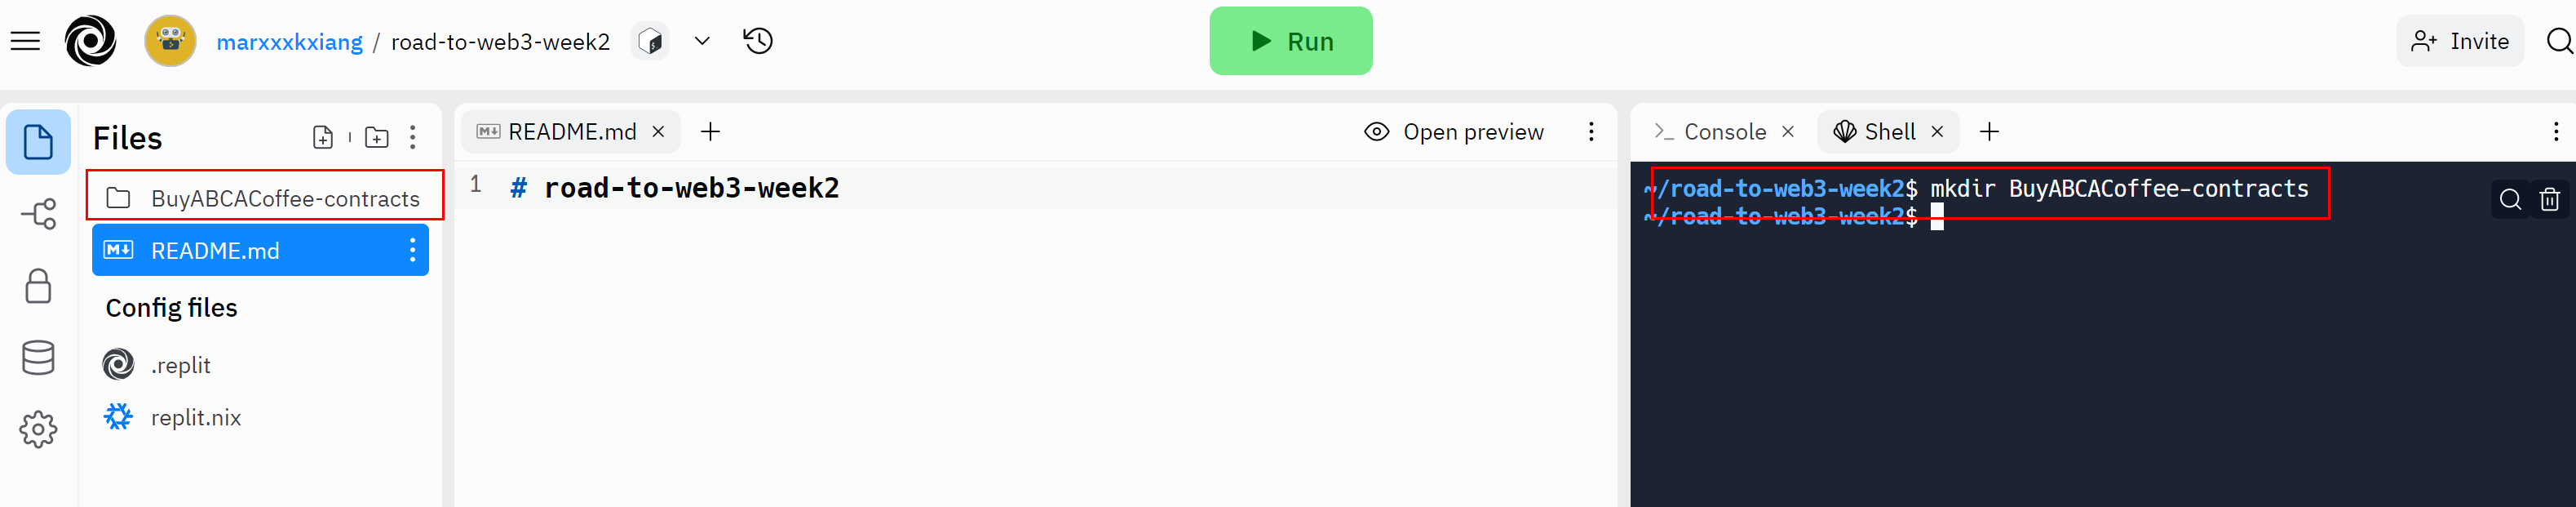 marxxxkxiang / road-to-web3-week2
Run
Invite
Files
BuyABCACoffee-contracts
README.md
Config files
.replit
replit.nix
README.md
Open preview
1 # road-to-web3-week2
Console
Shell
~/road-to-web3-week2$ mkdir BuyABCACoffee-contracts
~/road-to-web3-week2$